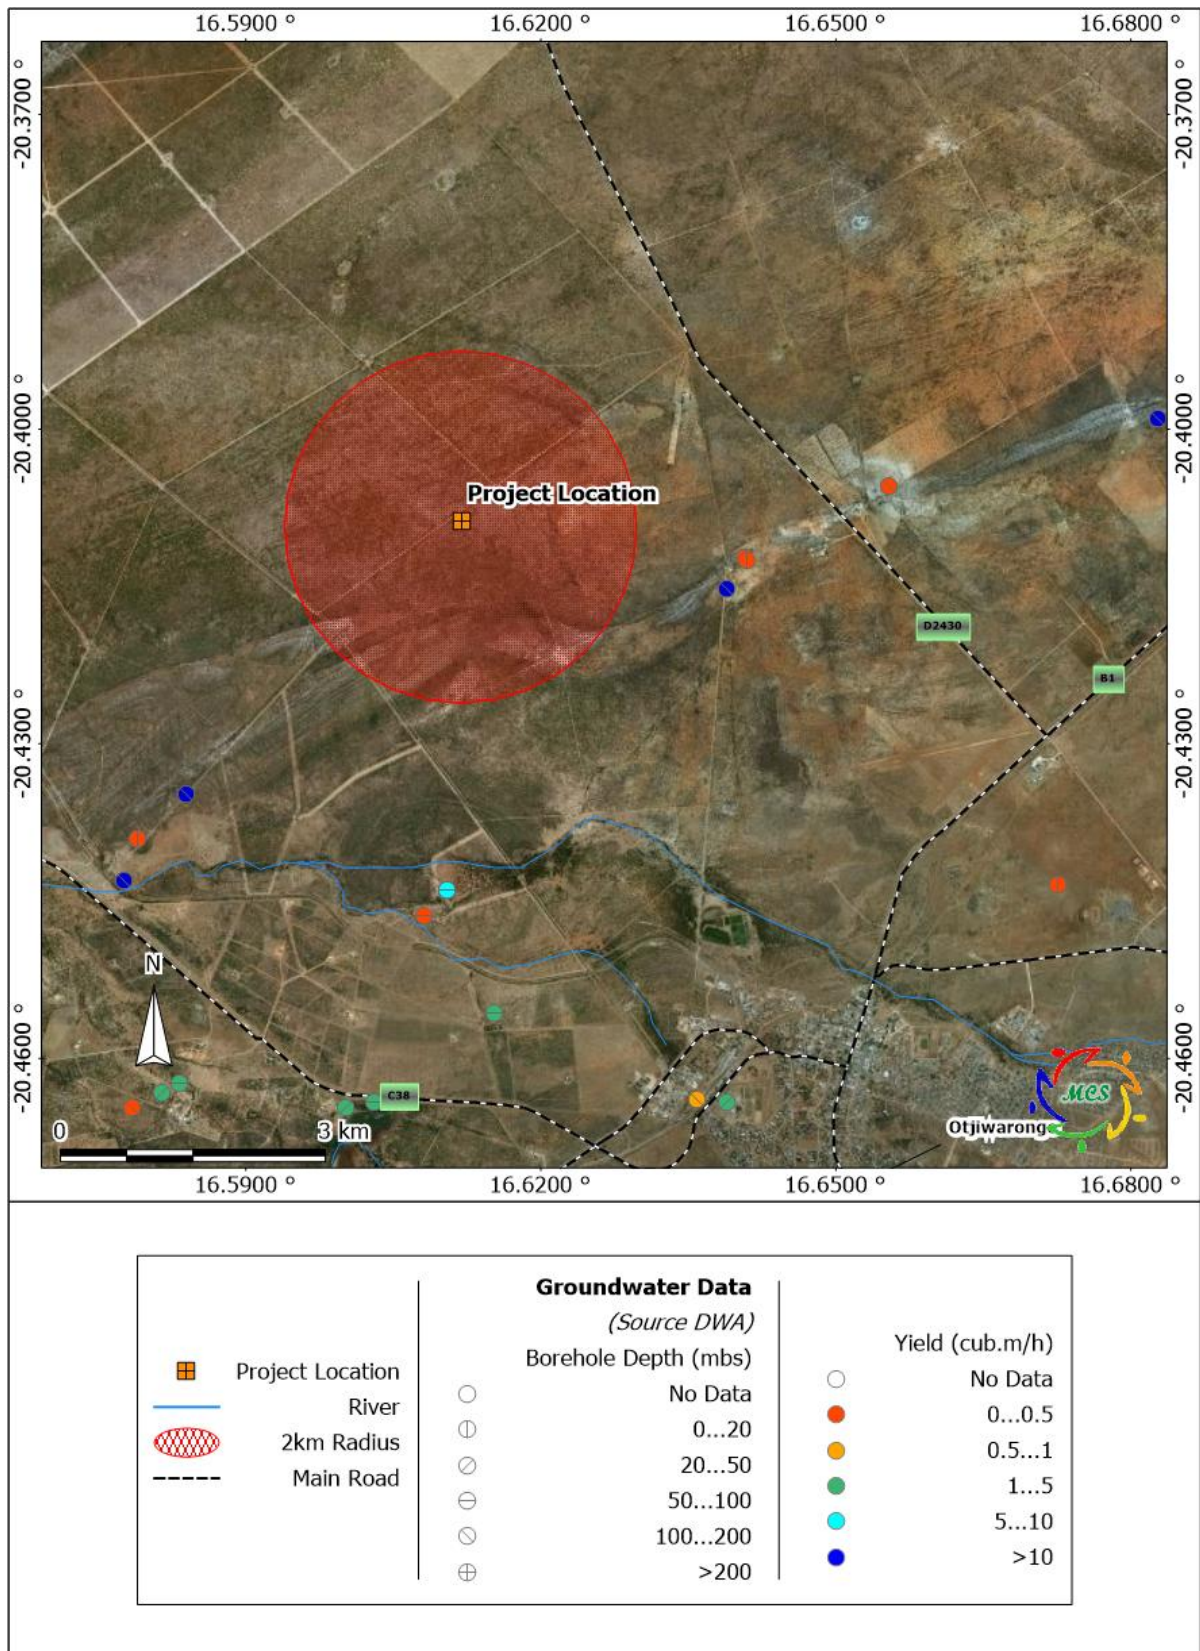 16.5900 ° 16.6200 ° 16.6500 ° 16.6800 °
-20.3700 ° -20.3700 °
-20.4000 ° -20.4000 °
Project Location
D2430
B1
-20.4300 ° -20.4300 °
N
-20.4600 ° -20.4600 °
C38
MCS
Otjiwarong
0 3 km
16.5900 ° 16.6200 ° 16.6500 ° 16.6800 °
Project Location
River
2km Radius
Main Road
Groundwater Data
(Source DWA)
Borehole Depth (mbs)
No Data
0...20
20...50
50...100
100...200
>200
Yield (cub.m/h)
No Data
0...0.5
0.5...1
1...5
5...10
>10